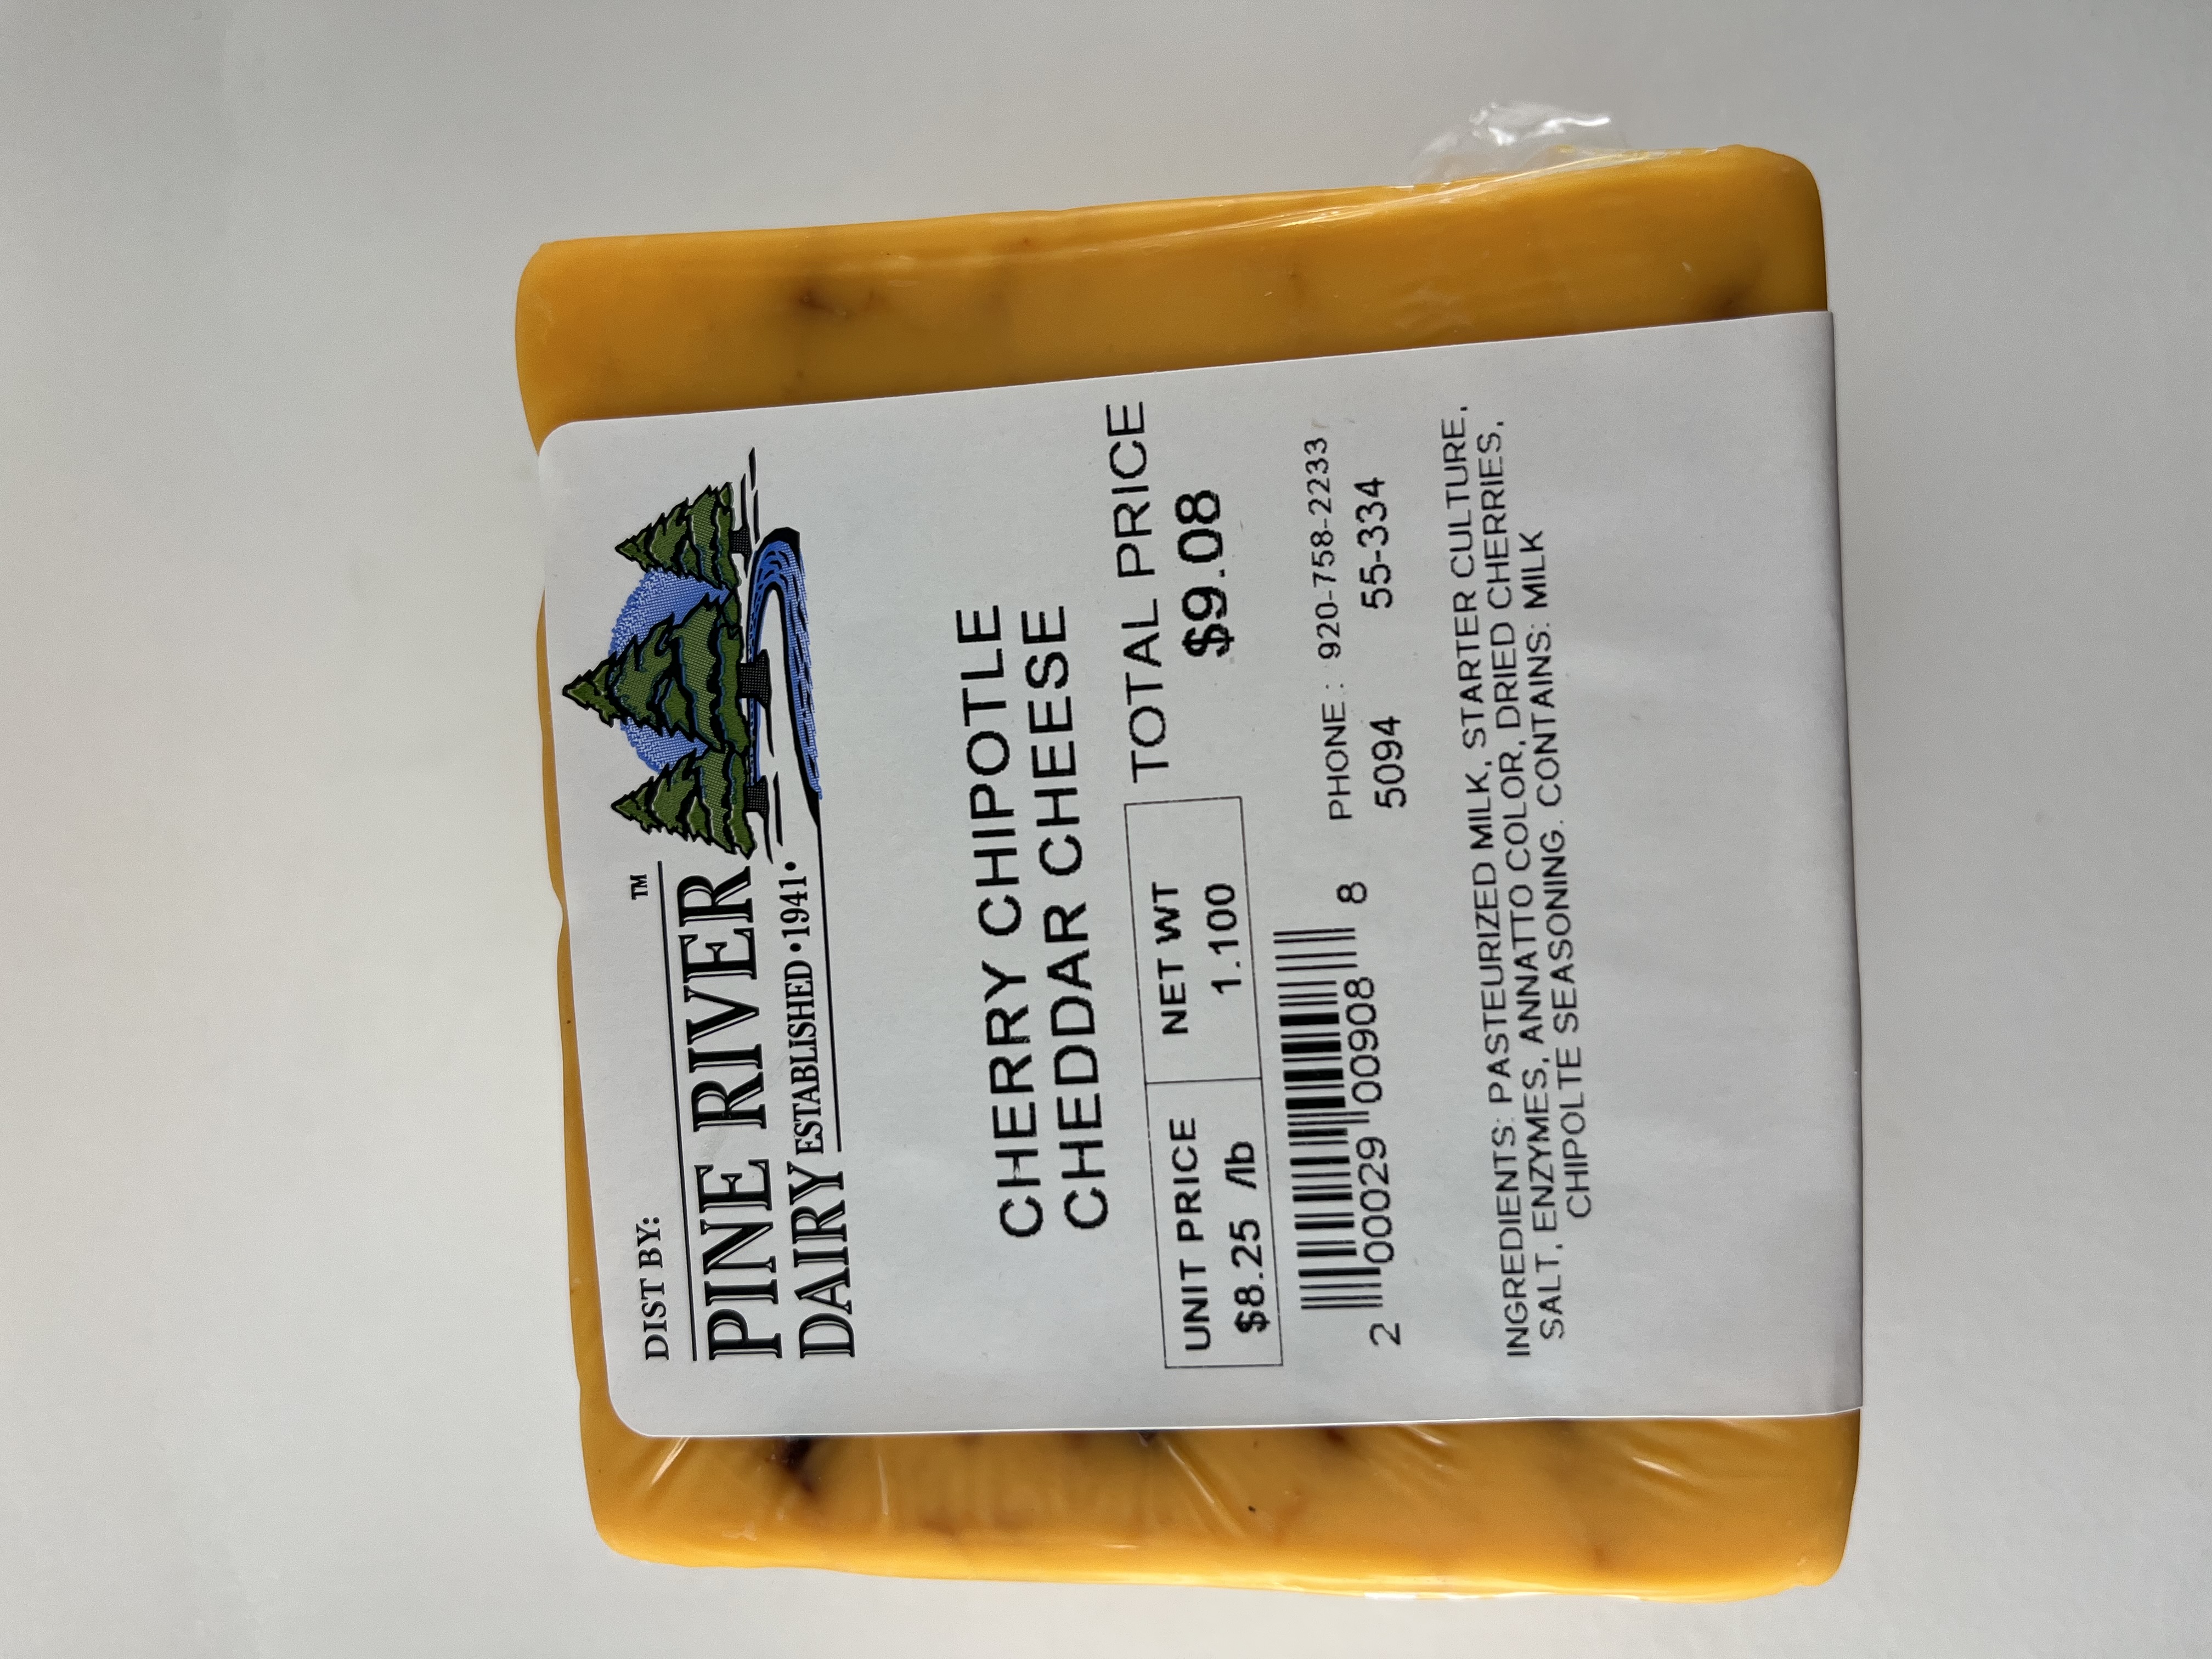 DIST BY:
PINE RIVER™
DAIRY ESTABLISHED • 1941 •
CHERRY CHIPOTLE
CHEDDAR CHEESE
UNIT PRICE NET WT TOTAL PRICE
$8.25 /lb 1.100 $9.08
PHONE: 920-758-2233
2 00029 00908 8 5094 55-334
INGREDIENTS: PASTEURIZED MILK, STARTER CULTURE,
SALT, ENZYMES, ANNATTO COLOR, DRIED CHERRIES,
CHIPOLTE SEASONING. CONTAINS: MILK